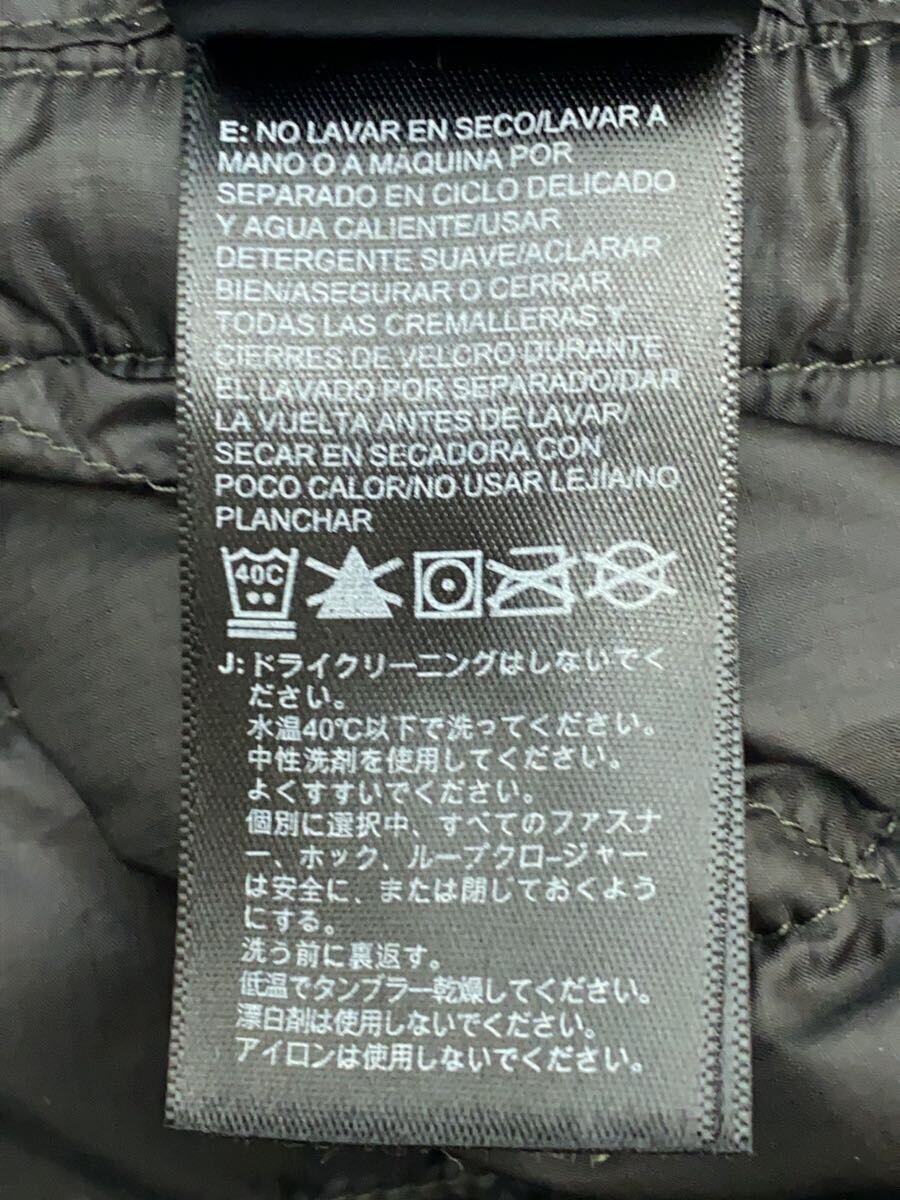 E: NO LAVAR EN SECO/LAVAR A
MANO O A MÁQUINA POR
SEPARADO EN CICLO DELICADO
Y AGUA CALIENTE/USAR
DETERGENTE SUAVE/ACLARAR
BIEN/ASEGURAR O CERRAR
TODAS LAS CREMALLERAS Y
CIERRES DE VELCRO DURANTE
EL LAVADO POR SEPARADO/DAR
LA VUELTA ANTES DE LAVAR/
SECAR EN SECADORA CON
POCO CALOR/NO USAR LEJÍA/NO
PLANCHAR
40C
J: ドライクリーニングはしないでく
ださい。
水温40℃以下で洗ってください。
中性洗剤を使用してください。
よくすすいでください。
個別に選択中、すべてのファスナ
ー、ホック、ループクロ-ジャー
は安全に、または閉じておくよう
にする。
洗う前に裏返す。
低温でタンブラー乾燥してください。
漂白剤は使用しないでください。
アイロンは使用しないでください。